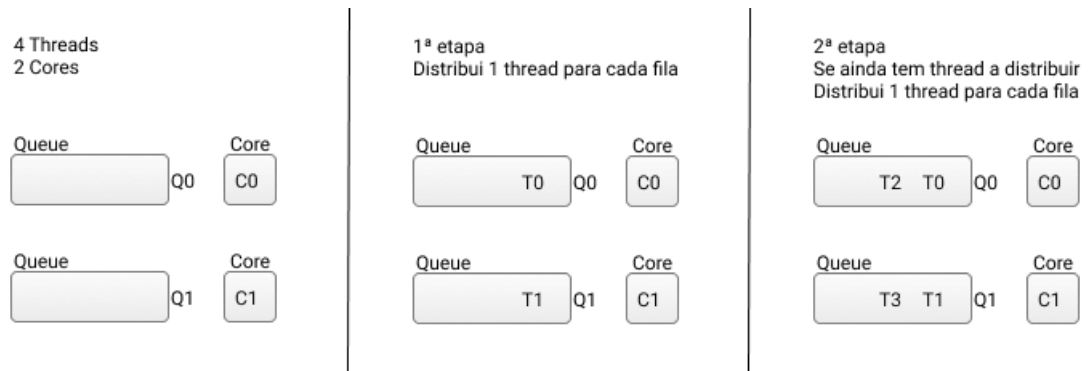 4 Threads
2 Cores
Queue
Core
Q0
C0
Queue
Core
Q1
C1
1ª etapa
Distribui 1 thread para cada fila
Queue
Core
T0
Q0
C0
Queue
Core
T1
Q1
C1
2ª etapa
Se ainda tem thread a distribuir
Distribui 1 thread para cada fila
Queue
Core
T2 T0
Q0
C0
Queue
Core
T3 T1
Q1
C1